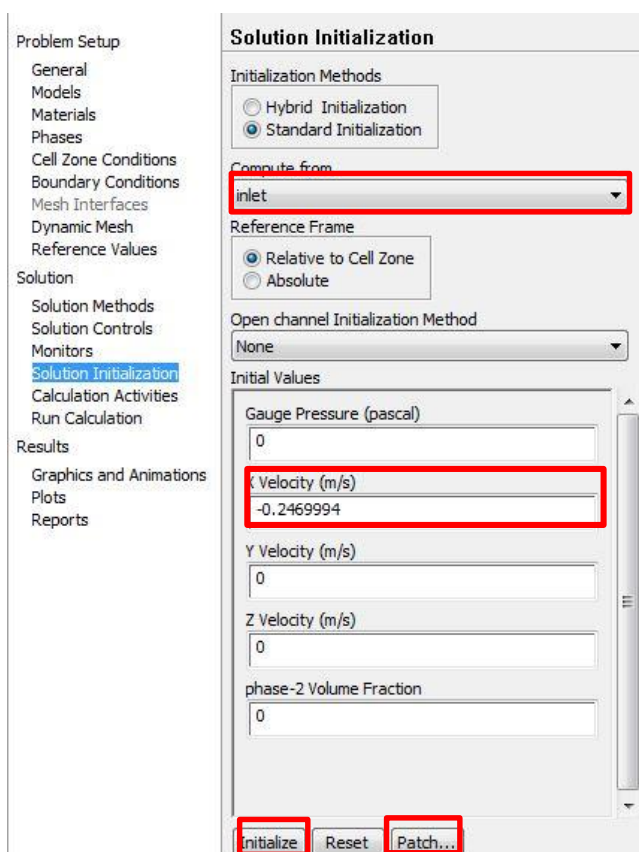 Problem Setup
General
Models
Materials
Phases
Cell Zone Conditions
Boundary Conditions
Mesh Interfaces
Dynamic Mesh
Reference Values
Solution
Solution Methods
Solution Controls
Monitors
Solution Initialization
Calculation Activities
Run Calculation
Results
Graphics and Animations
Plots
Reports
Solution Initialization
Initialization Methods
Hybrid Initialization
Standard Initialization
Compute from
inlet
Reference Frame
Relative to Cell Zone
Absolute
Open channel Initialization Method
None
Initial Values
Gauge Pressure (pascal)
0
X Velocity (m/s)
-0.2469994
Y Velocity (m/s)
0
Z Velocity (m/s)
0
phase-2 Volume Fraction
0
Initialize Reset Patch...